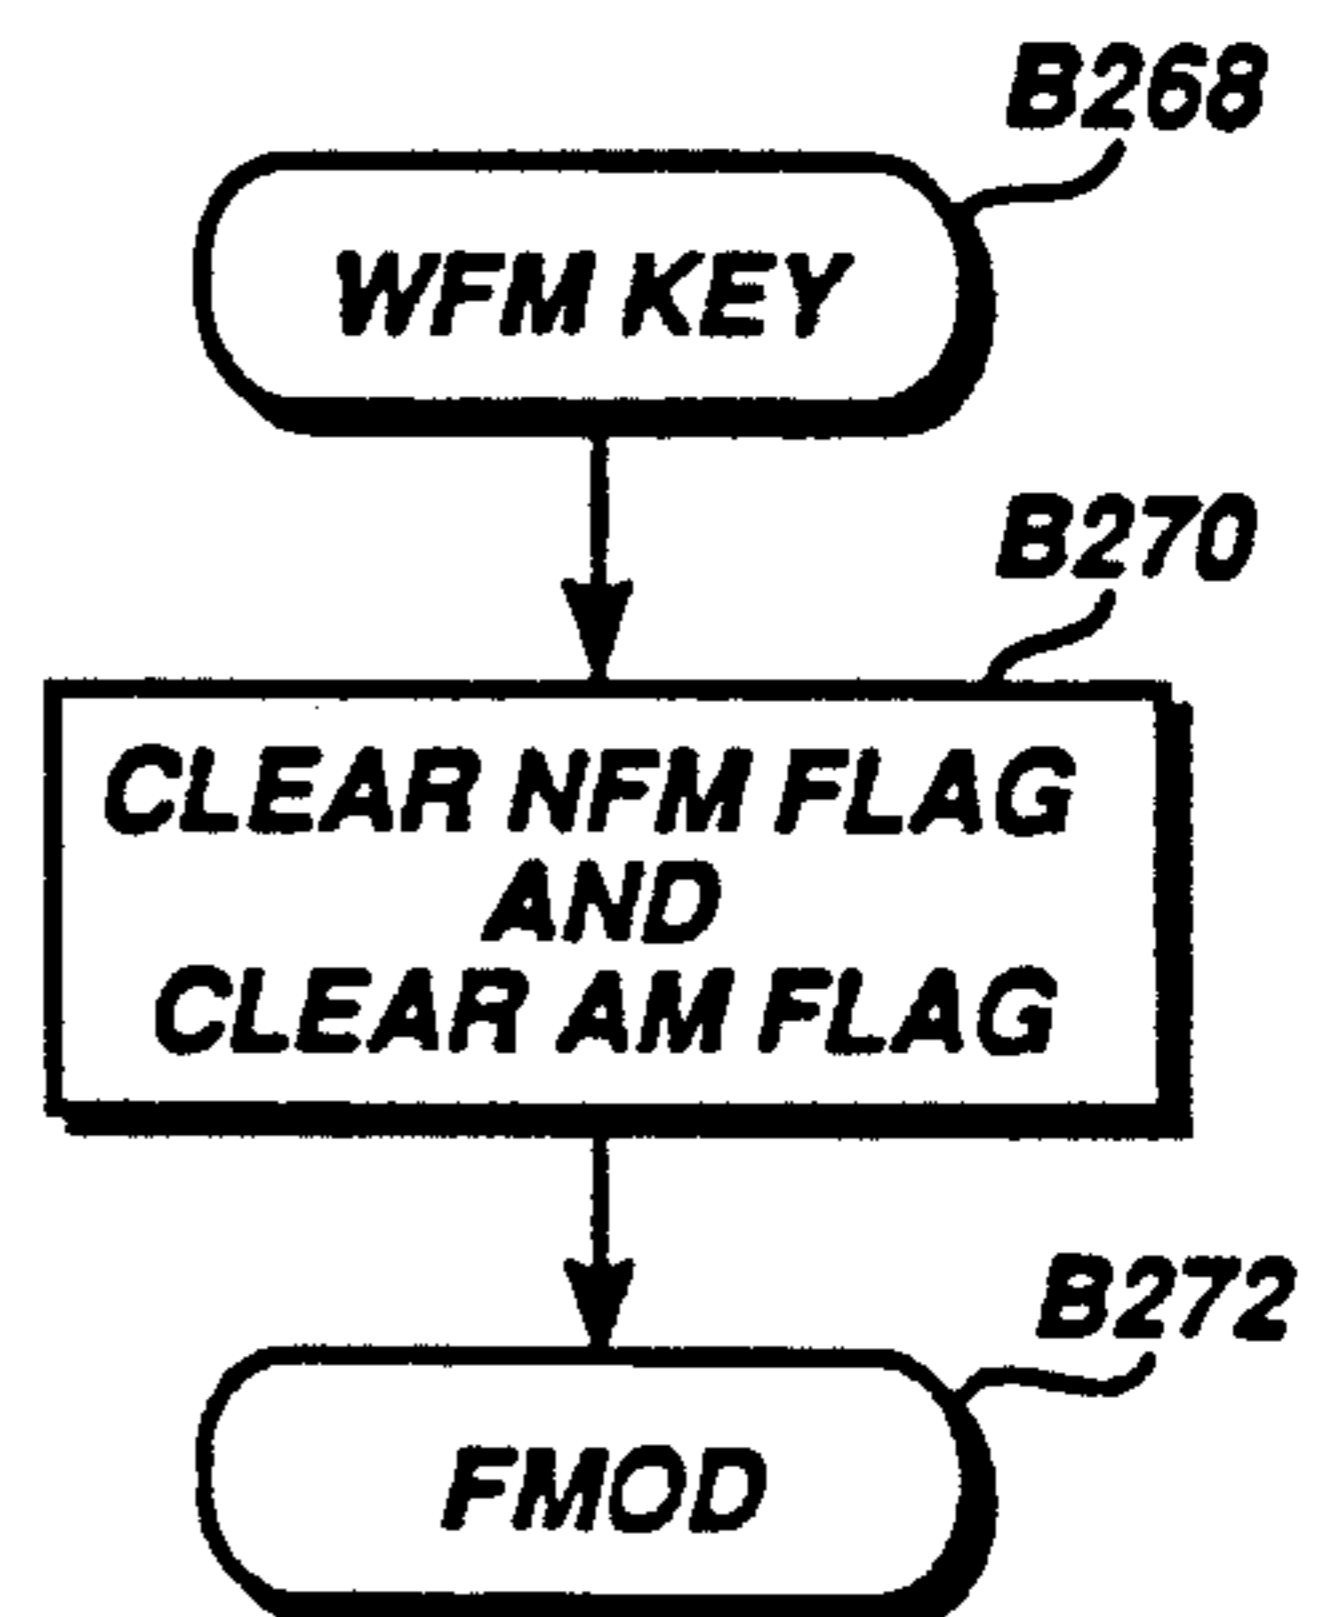 B268
WFM KEY
B270
CLEAR NFM FLAG
AND
CLEAR AM FLAG
B272
FMOD